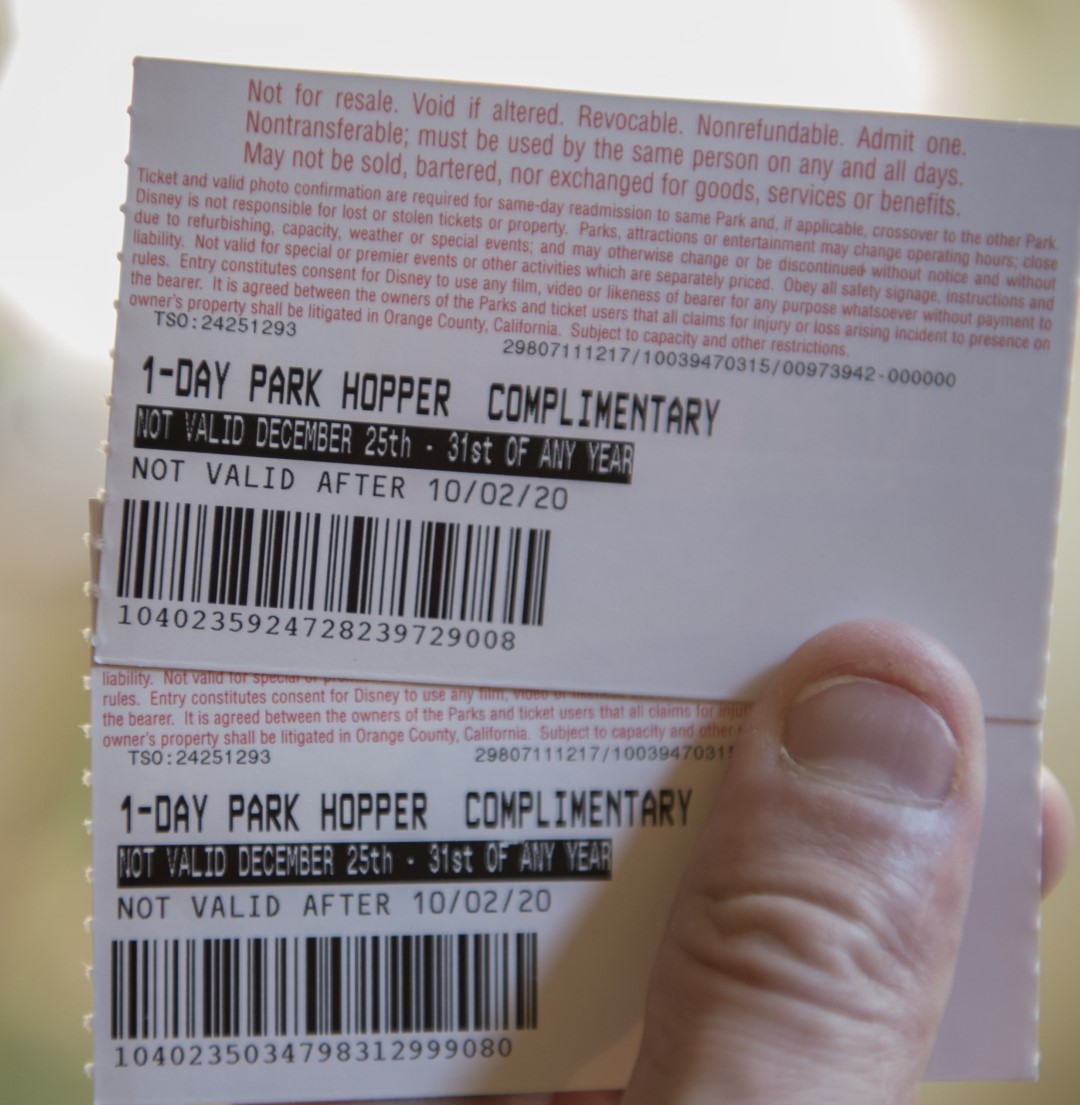 Not for resale. Void if altered. Revocable. Nonrefundable. Admit one.
Nontransferable; must be used by the same person on any and all days.
May not be sold, bartered, nor exchanged for goods, services or benefits.
Ticket and valid photo confirmation are required for same-day readmission to same Park and, if applicable, crossover to the other Park.
Disney is not responsible for lost or stolen tickets or property. Parks, attractions or entertainment may change operating hours; close
due to refurbishing, capacity, weather or special events; and may otherwise change or be discontinued without notice and without
liability. Not valid for special or premier events or other activities which are separately priced. Obey all safety signage, instructions and
rules. Entry constitutes consent for Disney to use any film, video or likeness of bearer for any purpose whatsoever without payment to
the bearer. It is agreed between the owners of the Parks and ticket users that all claims for injury or loss arising incident to presence on
owner's property shall be litigated in Orange County, California. Subject to capacity and other restrictions.
TSO:24251293
29807111217/10039470315/00973942-000000
1-DAY PARK HOPPER COMPLIMENTARY
NOT VALID DECEMBER 25th - 31st OF ANY YEAR
NOT VALID AFTER 10/02/20
1040235924728239729008
liability. Not valid for special or
rules. Entry constitutes consent for Disney to use any film, video or
the bearer. It is agreed between the owners of the Parks and ticket users that all claims for
owner's property shall be litigated in Orange County, California. Subject to capacity and other
TSO:24251293
29807111217/1003947031
1-DAY PARK HOPPER COMPLIMENTARY
NOT VALID DECEMBER 25th - 31st OF ANY YEAR
NOT VALID AFTER 10/02/20
1040235034798312999080